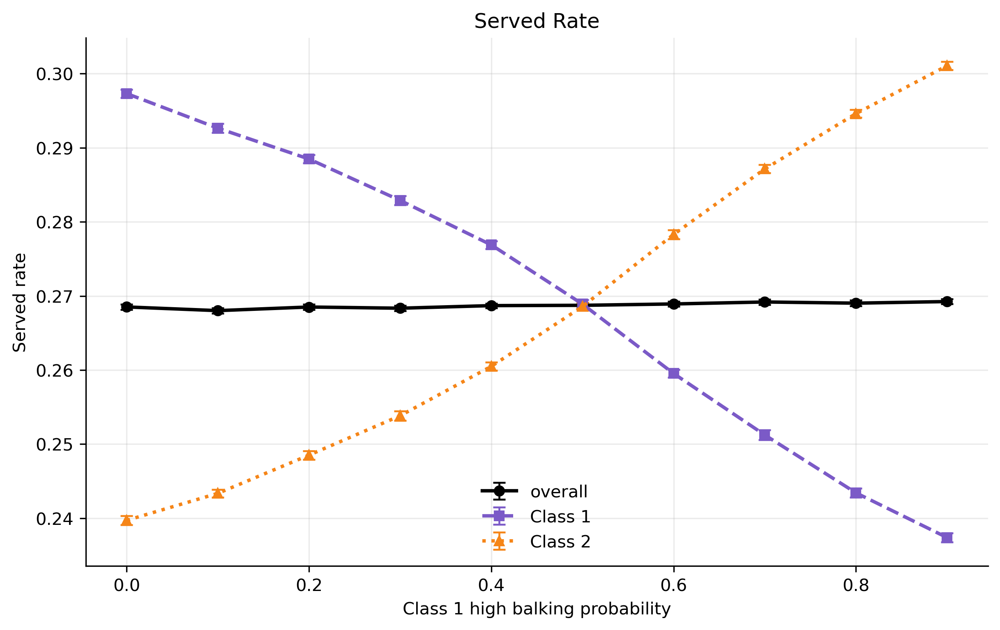 Served Rate
Served rate
0.30
0.29
0.28
0.27
0.26
0.25
0.24
overall
Class 1
Class 2
0.0 0.2 0.4 0.6 0.8
Class 1 high balking probability